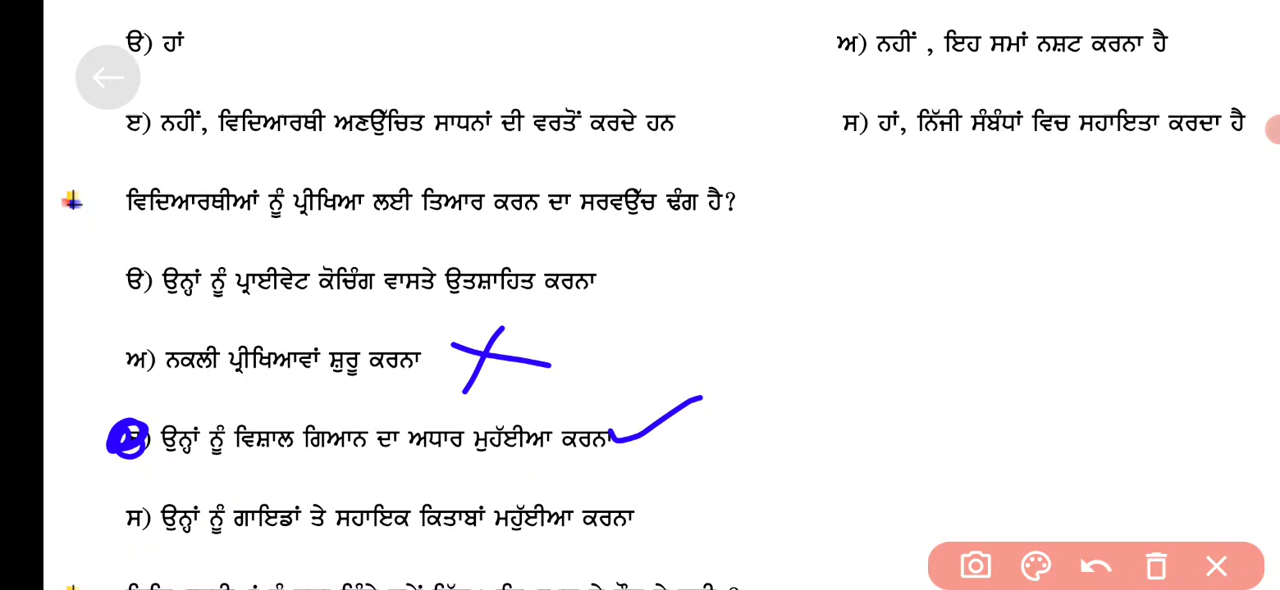 ੳ) ਹਾਂ ਅ) ਨਹੀਂ , ਇਹ ਸਮਾਂ ਨਸ਼ਟ ਕਰਨਾ ਹੈ
ੲ) ਨਹੀਂ, ਵਿਦਿਆਰਥੀ ਅਣਉੱਚਿਤ ਸਾਧਨਾਂ ਦੀ ਵਰਤੋਂ ਕਰਦੇ ਹਨ ਸ) ਹਾਂ, ਨਿੱਜੀ ਸੰਬੰਧਾਂ ਵਿਚ ਸਹਾਇਤਾ ਕਰਦਾ ਹੈ
ਵਿਦਿਆਰਥੀਆਂ ਨੂੰ ਪ੍ਰੀਖਿਆ ਲਈ ਤਿਆਰ ਕਰਨ ਦਾ ਸਰਵਉੱਚ ਢੰਗ ਹੈ?
ੳ) ਉਨ੍ਹਾਂ ਨੂੰ ਪ੍ਰਾਈਵੇਟ ਕੋਚਿੰਗ ਵਾਸਤੇ ਉਤਸ਼ਾਹਿਤ ਕਰਨਾ
ਅ) ਨਕਲੀ ਪ੍ਰੀਖਿਆਵਾਂ ਸ਼ੁਰੂ ਕਰਨਾ
ਉਨ੍ਹਾਂ ਨੂੰ ਵਿਸ਼ਾਲ ਗਿਆਨ ਦਾ ਅਧਾਰ ਮੁਹੱਈਆ ਕਰਨਾ
ਸ) ਉਨ੍ਹਾਂ ਨੂੰ ਗਾਇਡਾਂ ਤੇ ਸਹਾਇਕ ਕਿਤਾਬਾਂ ਮਹੁੱਈਆ ਕਰਨਾ